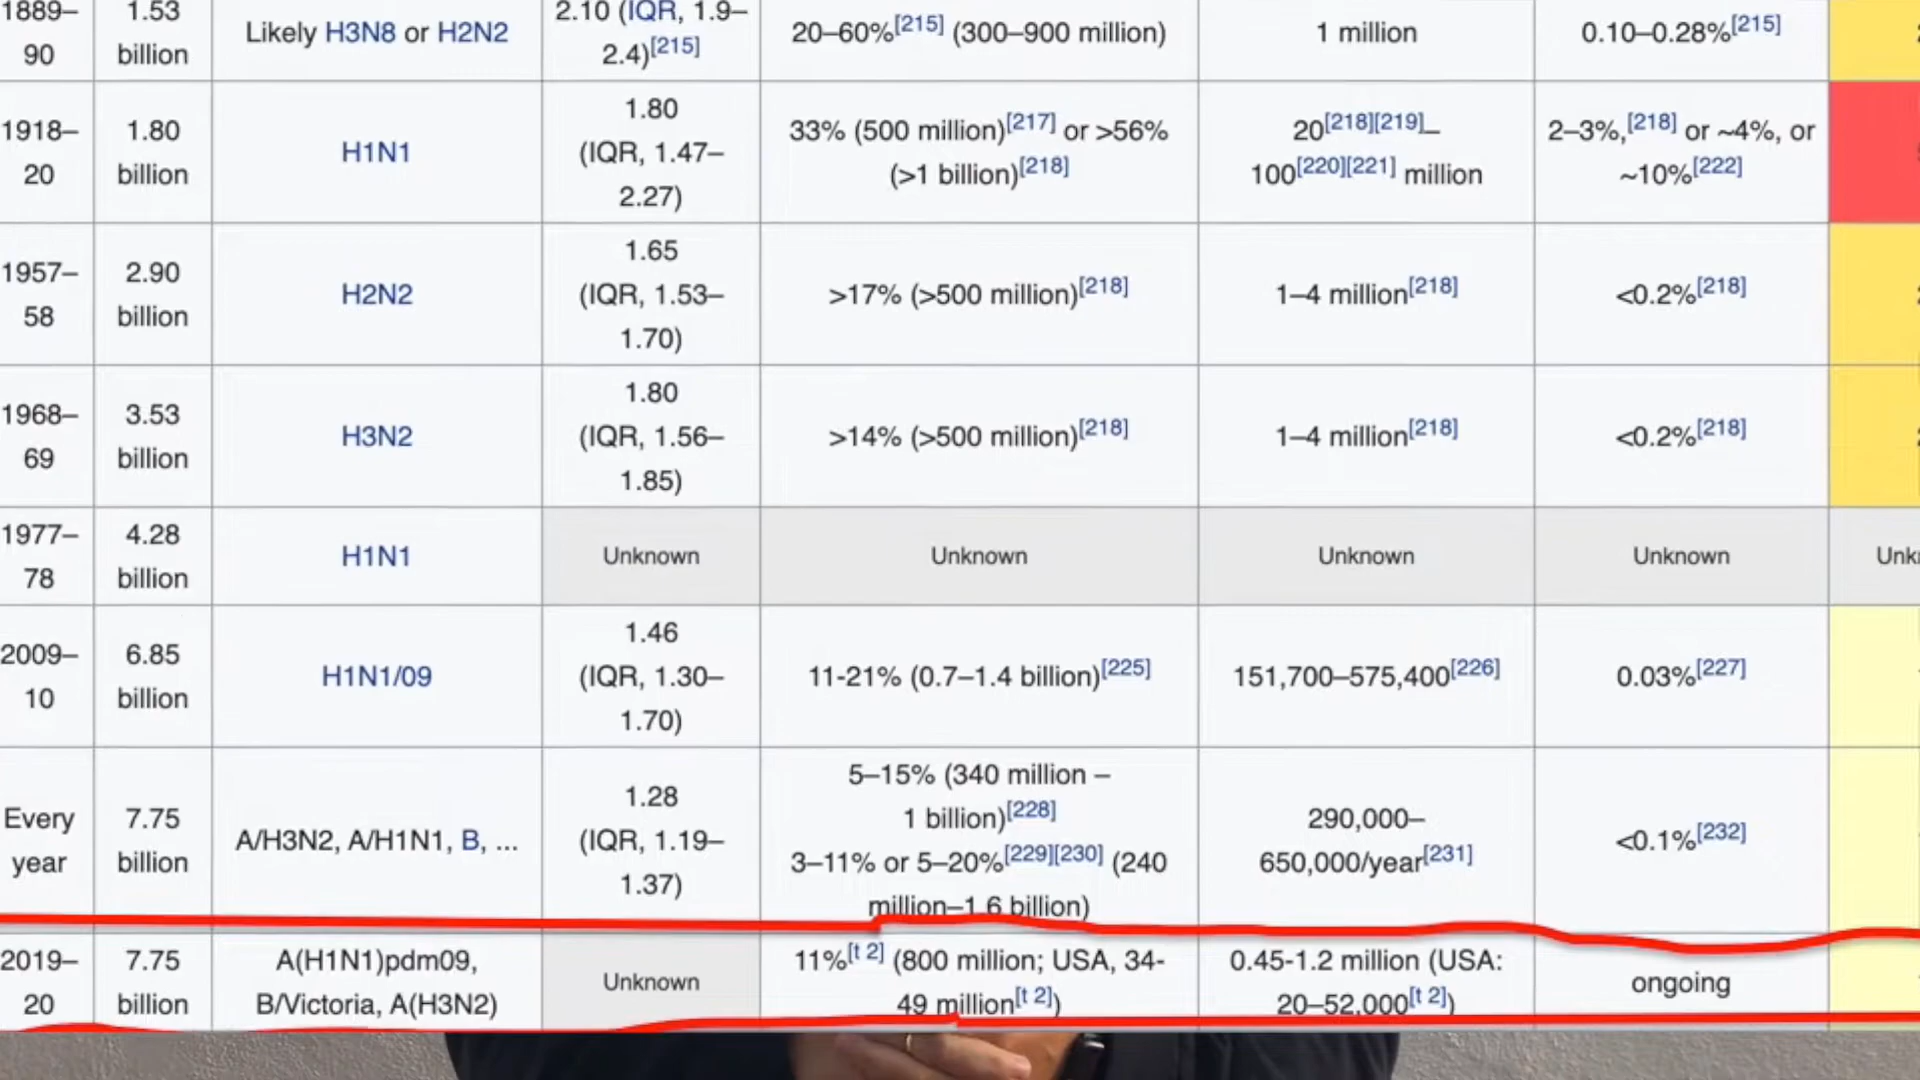 1889–
90
1.53
billion
Likely H3N8 or H2N2
2.10 (IQR, 1.9–
2.4)[215]
20–60%[215] (300–900 million)
1 million
0.10–0.28%[215]
1918–
20
1.80
billion
H1N1
1.80
(IQR, 1.47–
2.27)
33% (500 million)[217] or >56%
(>1 billion)[218]
20[218][219]–
100[220][221] million
2–3%,[218] or ~4%, or
~10%[222]
1957–
58
2.90
billion
H2N2
1.65
(IQR, 1.53–
1.70)
>17% (>500 million)[218]
1–4 million[218]
<0.2%[218]
1968–
69
3.53
billion
H3N2
1.80
(IQR, 1.56–
1.85)
>14% (>500 million)[218]
1–4 million[218]
<0.2%[218]
1977–
78
4.28
billion
H1N1
Unknown
Unknown
Unknown
Unknown
2009–
10
6.85
billion
H1N1/09
1.46
(IQR, 1.30–
1.70)
11-21% (0.7–1.4 billion)[225]
151,700–575,400[226]
0.03%[227]
Every
year
7.75
billion
A/H3N2, A/H1N1, B, ...
1.28
(IQR, 1.19–
1.37)
5–15% (340 million –
1 billion)[228]
3–11% or 5–20%[229][230] (240
million–1.6 billion)
290,000–
650,000/year[231]
<0.1%[232]
2019–
20
7.75
billion
A(H1N1)pdm09,
B/Victoria, A(H3N2)
Unknown
11%[t 2] (800 million; USA, 34-
49 million[t 2])
0.45-1.2 million (USA:
20–52,000[t 2])
ongoing